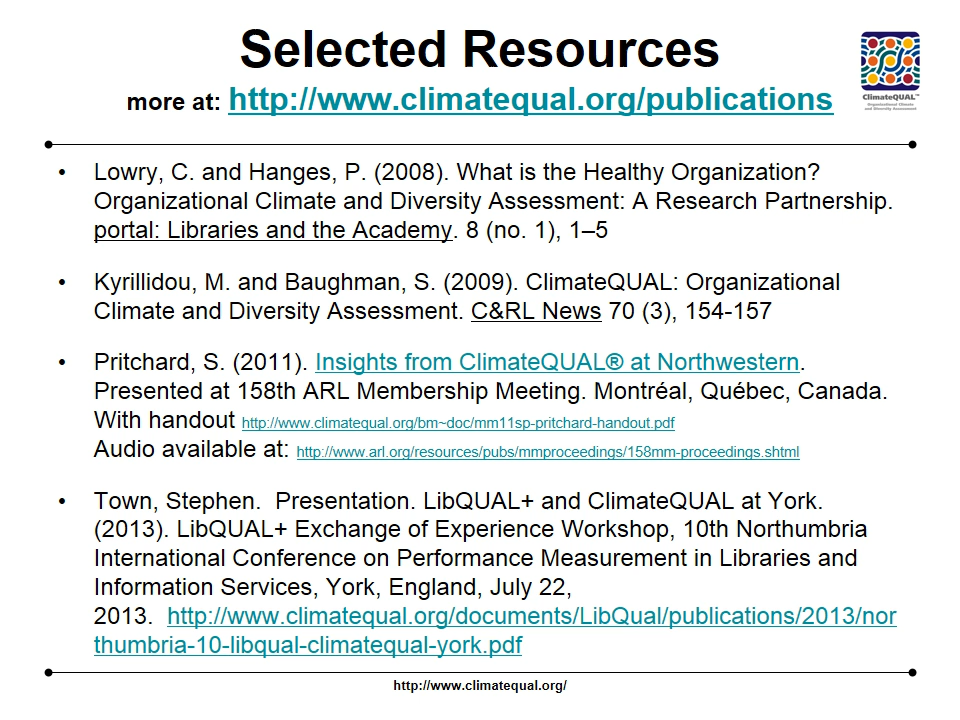 Selected Resources
more at: http://www.climatequal.org/publications
ClimateQUAL™
Organizational Climate
and Diversity Assessment
• Lowry, C. and Hanges, P. (2008). What is the Healthy Organization?
Organizational Climate and Diversity Assessment: A Research Partnership.
portal: Libraries and the Academy. 8 (no. 1), 1–5
• Kyrillidou, M. and Baughman, S. (2009). ClimateQUAL: Organizational
Climate and Diversity Assessment. C&RL News 70 (3), 154-157
• Pritchard, S. (2011). Insights from ClimateQUAL® at Northwestern.
Presented at 158th ARL Membership Meeting. Montréal, Québec, Canada.
With handout http://www.climatequal.org/bm~doc/mm11sp-pritchard-handout.pdf
Audio available at: http://www.arl.org/resources/pubs/mmproceedings/158mm-proceedings.shtml
• Town, Stephen.  Presentation. LibQUAL+ and ClimateQUAL at York.
(2013). LibQUAL+ Exchange of Experience Workshop, 10th Northumbria
International Conference on Performance Measurement in Libraries and
Information Services, York, England, July 22,
2013.  http://www.climatequal.org/documents/LibQual/publications/2013/nor
thumbria-10-libqual-climatequal-york.pdf
http://www.climatequal.org/